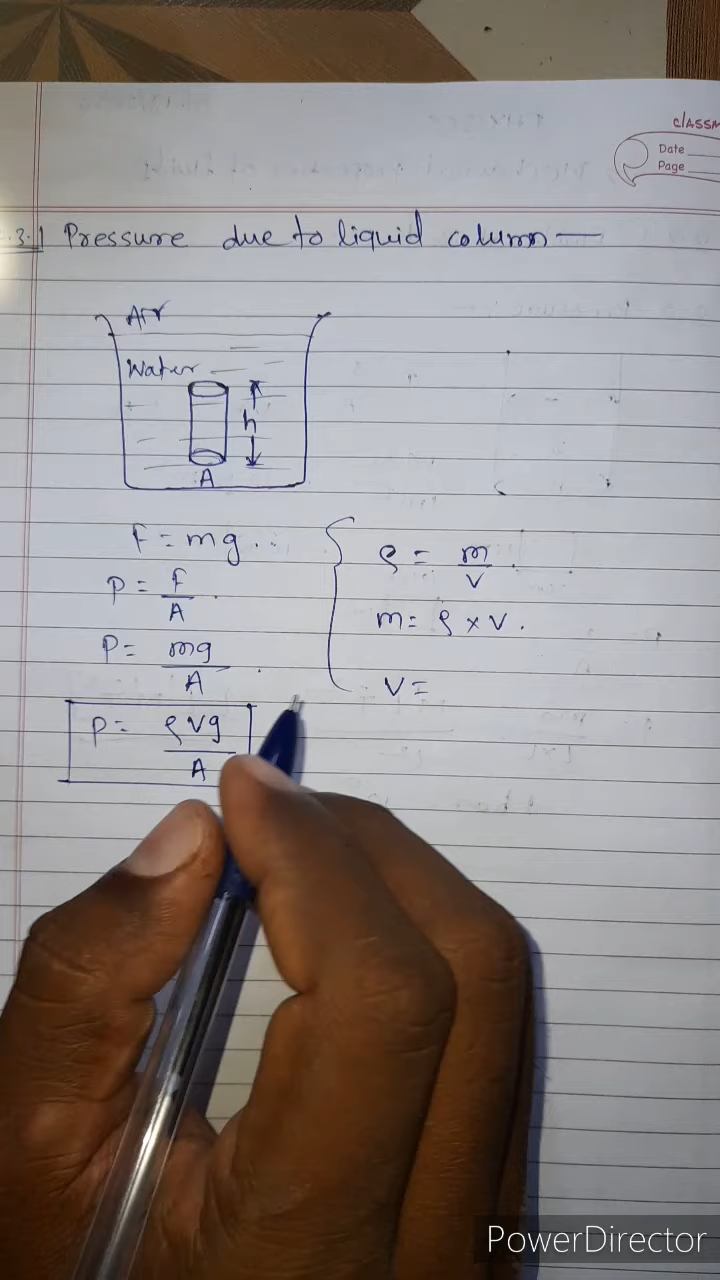 CLASSM
Date
Page
.3.1 Pressure due to liquid column —
Air
Water
h
A
F = mg
P = F/A
P = mg/A
P = ρVg/A
ρ = m/V
m = ρ × V.
V =
PowerDirector